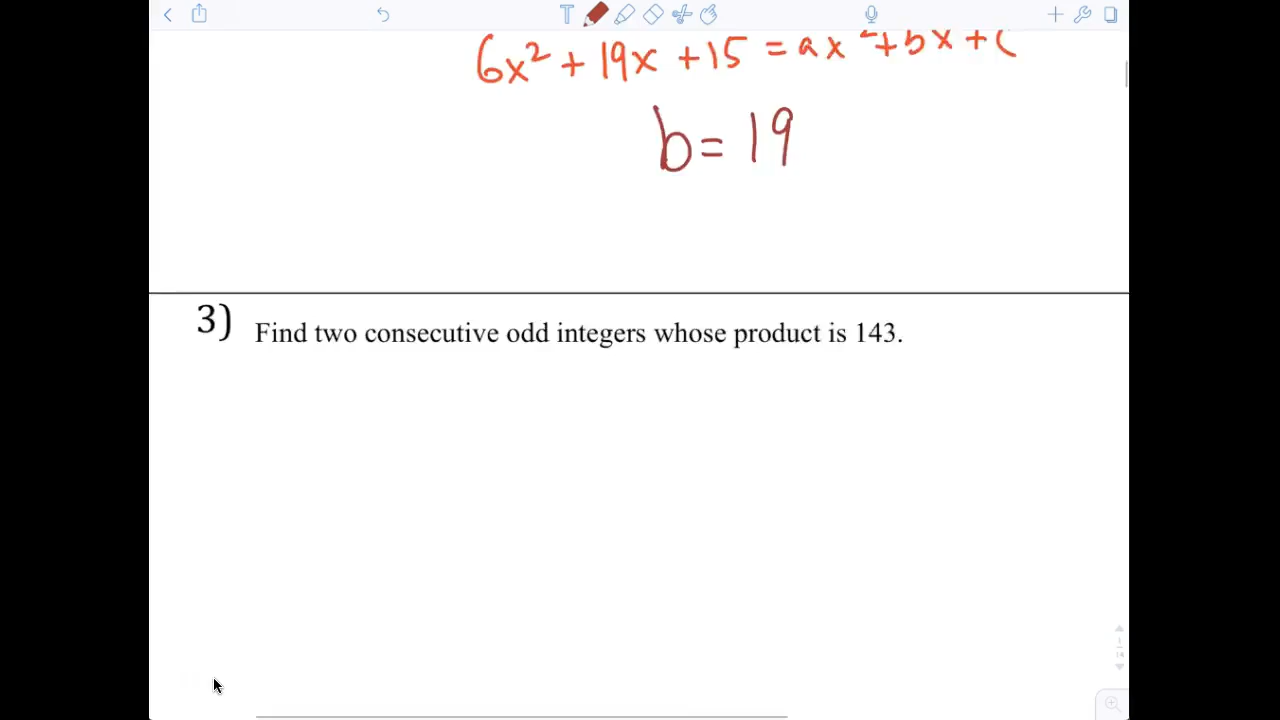 6x² + 19x + 15 = ax² + bx + c
b = 19
3) Find two consecutive odd integers whose product is 143.